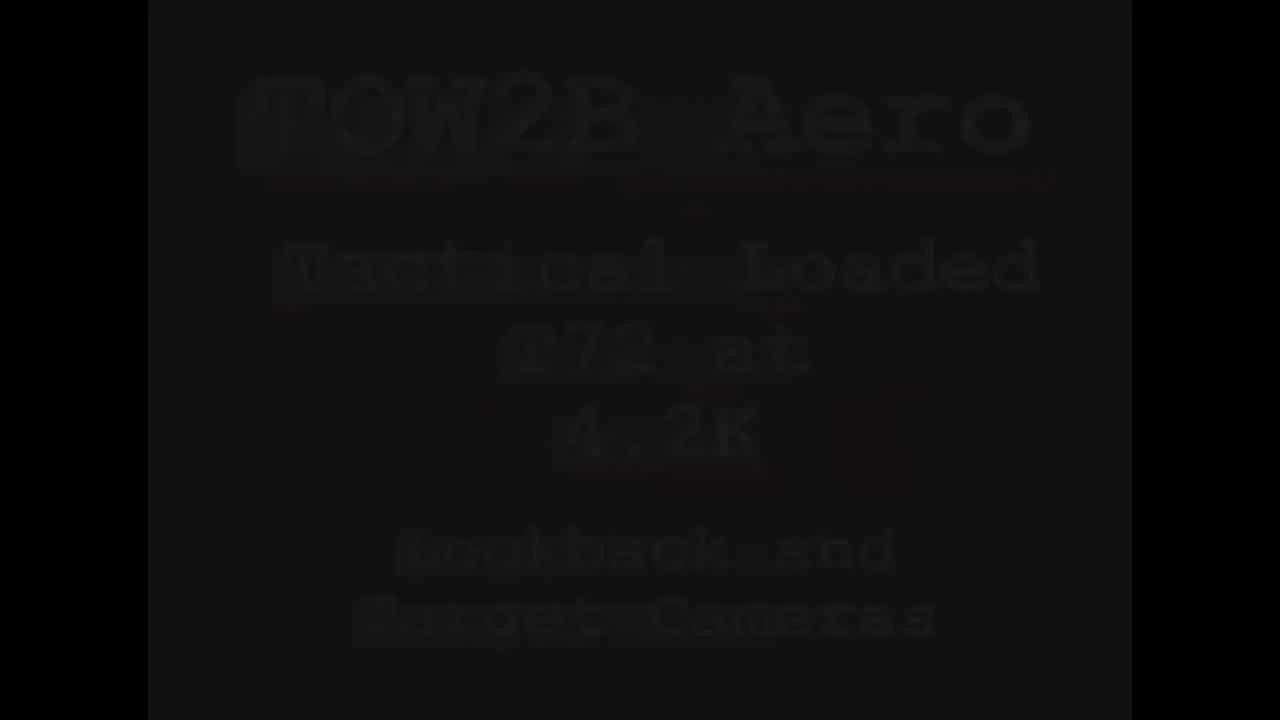 TOW2B Aero
Tactical Loaded
T72 at
4.2K
Lookback and
Target Cameras